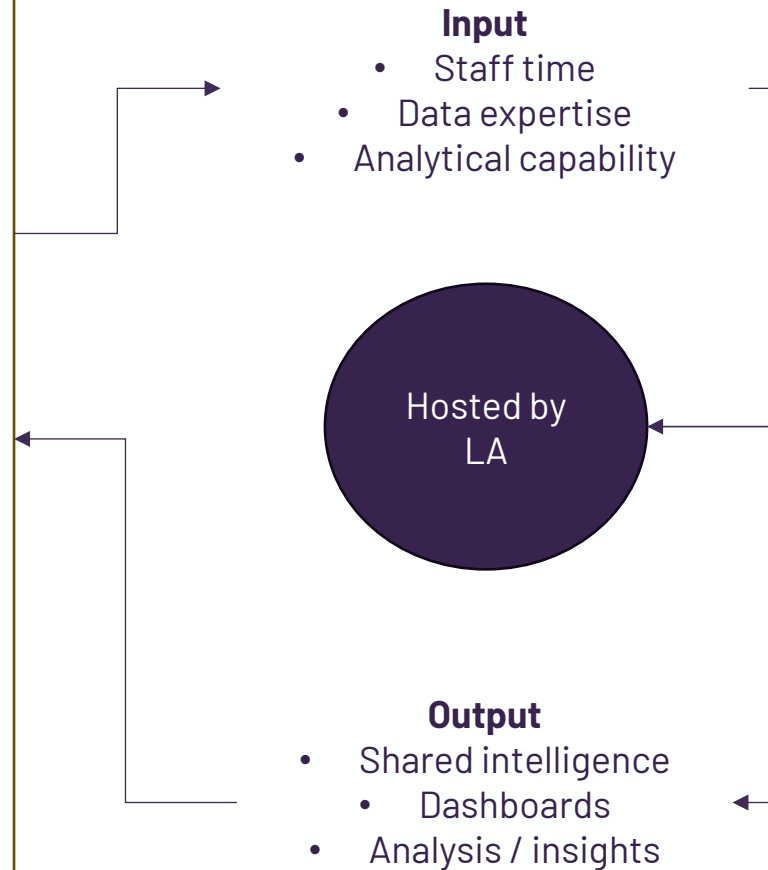 Input
• Staff time
• Data expertise
• Analytical capability
Hosted by
LA
Output
• Shared intelligence
• Dashboards
• Analysis / insights